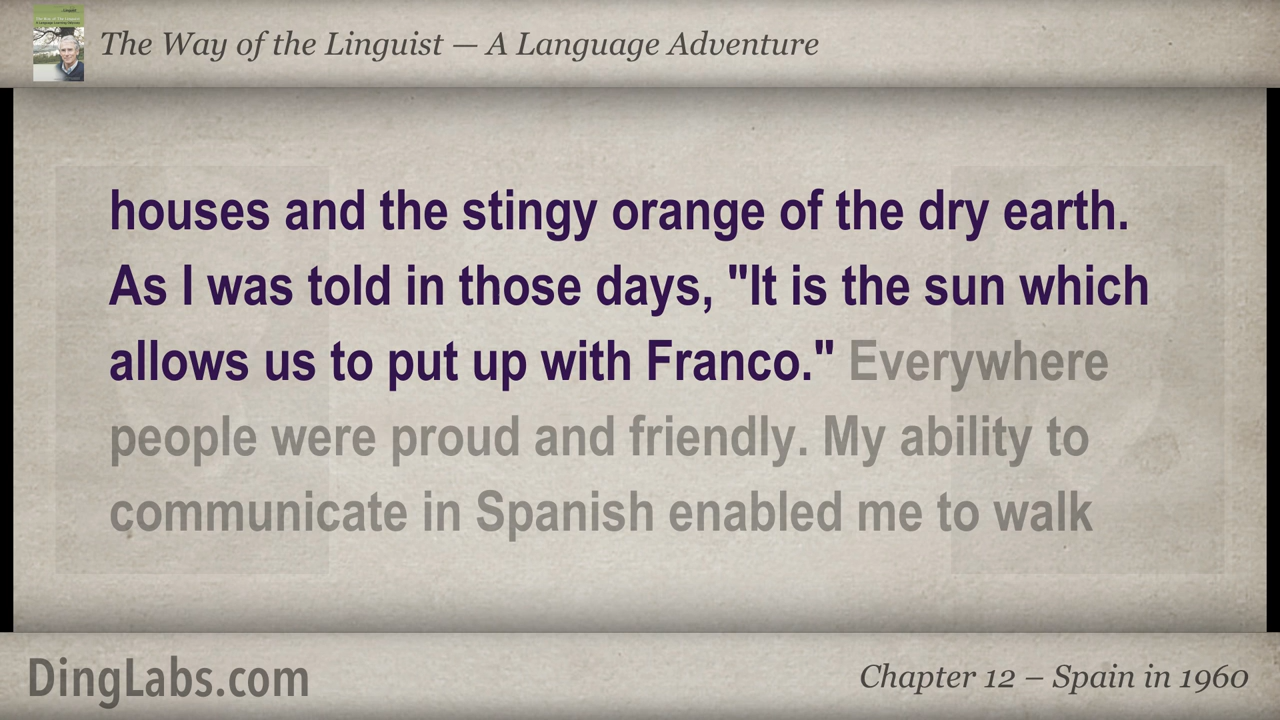 The Way of the Linguist — A Language Adventure
houses and the stingy orange of the dry earth.
As I was told in those days, "It is the sun which
allows us to put up with Franco." Everywhere
people were proud and friendly. My ability to
communicate in Spanish enabled me to walk
DingLabs.com
Chapter 12 – Spain in 1960